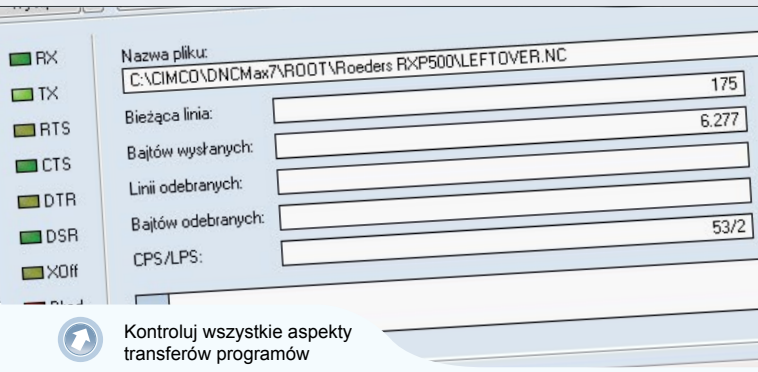 RX
TX
RTS
CTS
DTR
DSR
XOff
Nazwa pliku:
C:\CIMCO\DNCMax7\ROOT\Roeders RXP500\LEFTOVER.NC
Bieżąca linia:
175
Bajtów wysłanych:
6.277
Linii odebranych:
Bajtów odebranych:
CPS/LPS:
53/2
Kontroluj wszystkie aspekty
transferów programów